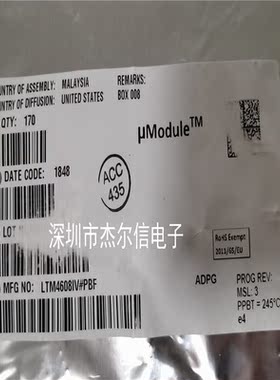 NTRY OF ASSEMBLY: MALAYSIA REMARKS:
OUNTRY OF DIFFUSION: UNITED STATES BOX 008
QTY: 170
µModule™
) DATE CODE: 1848
ACC
435
LOT
深圳市杰尔信电子
RoHS Exempt
2011/65/EU
) MFG NO: LTM4608IV#PBF
ADPG PROG REV:
MSL: 3
PPBT = 245°C
e4